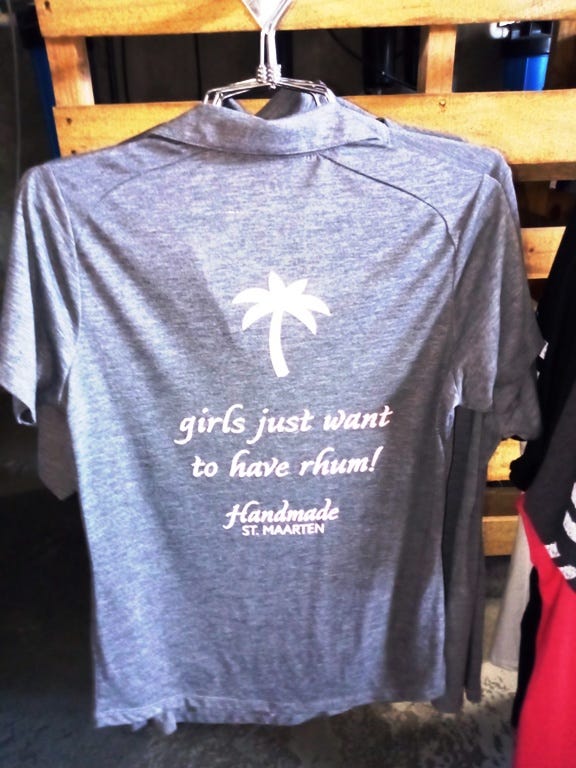 girls just want
to have rhum!
Handmade
ST. MAARTEN